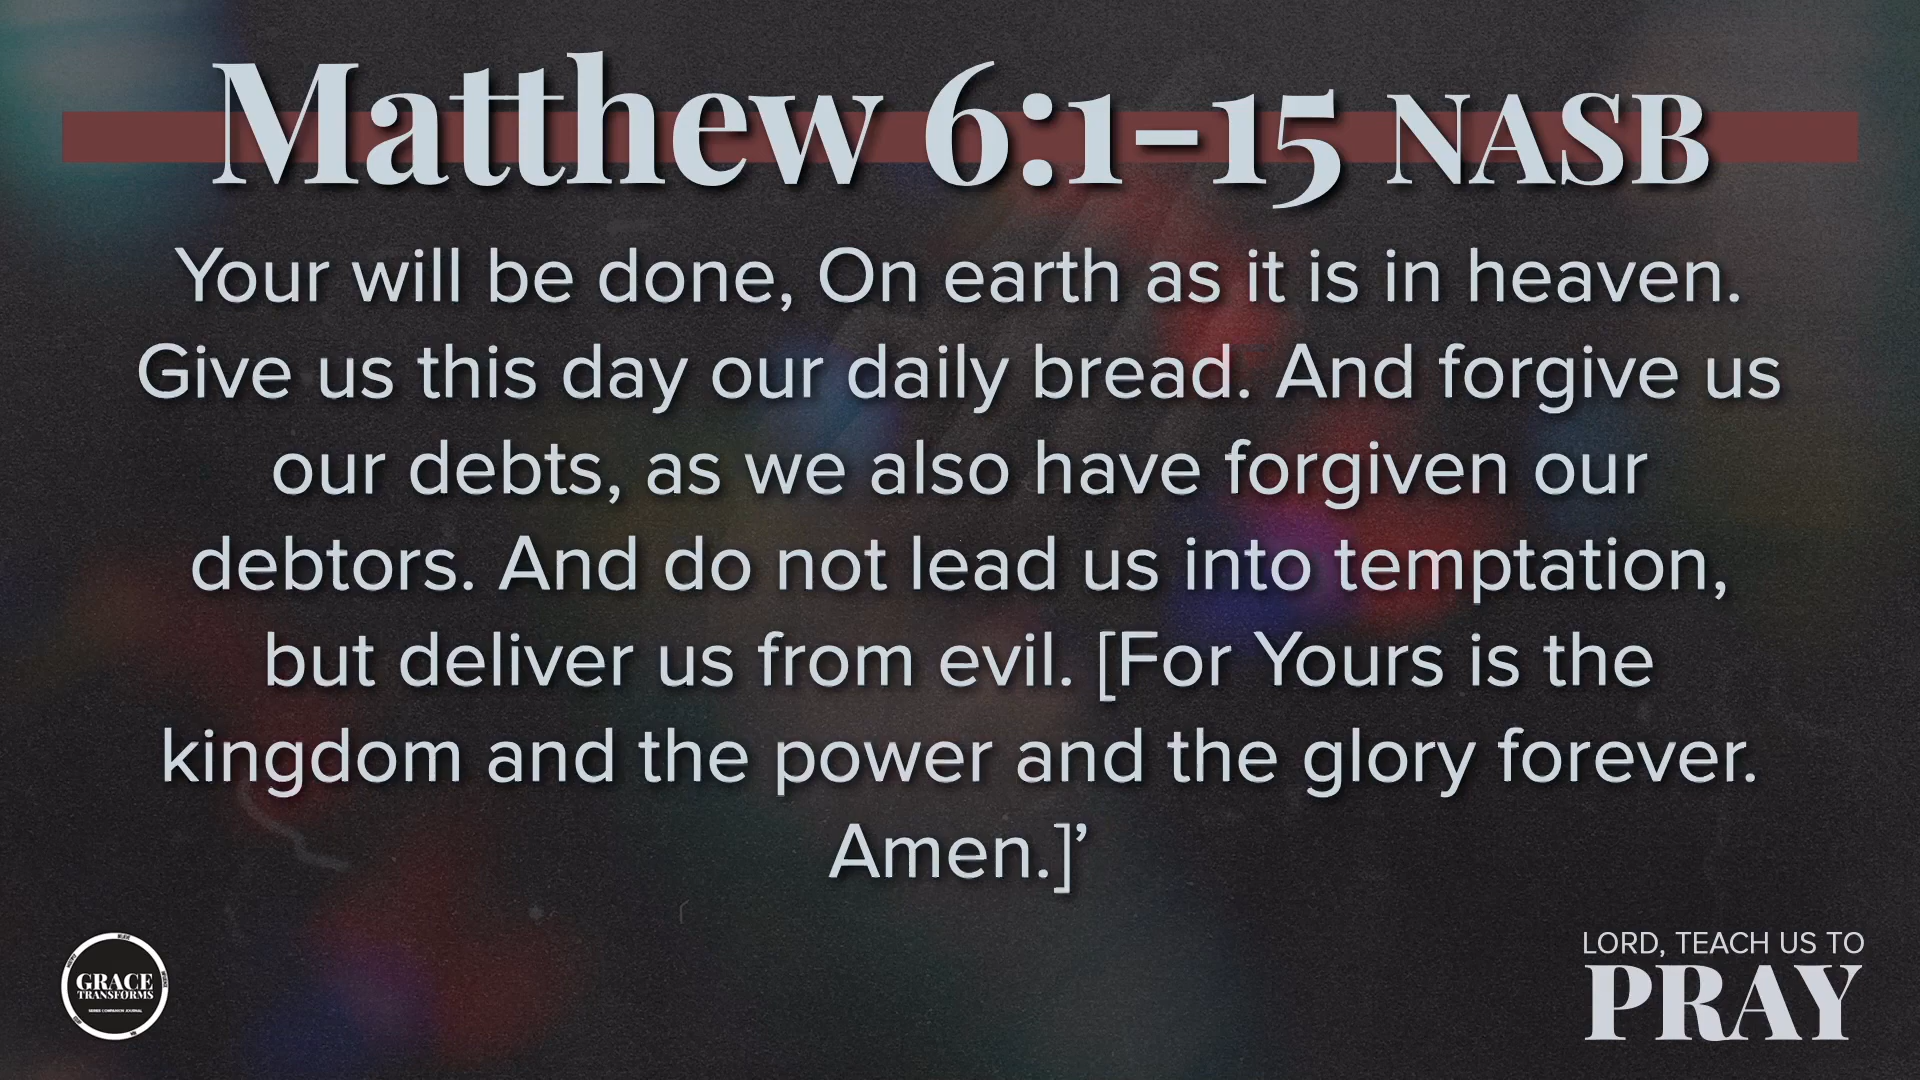 Matthew 6:1-15 NASB
Your will be done, On earth as it is in heaven.
Give us this day our daily bread. And forgive us
our debts, as we also have forgiven our
debtors. And do not lead us into temptation,
but deliver us from evil. [For Yours is the
kingdom and the power and the glory forever.
Amen.]’
GRACE
TRANSFORMS
SERIES COMPANION JOURNAL
LORD, TEACH US TO
PRAY